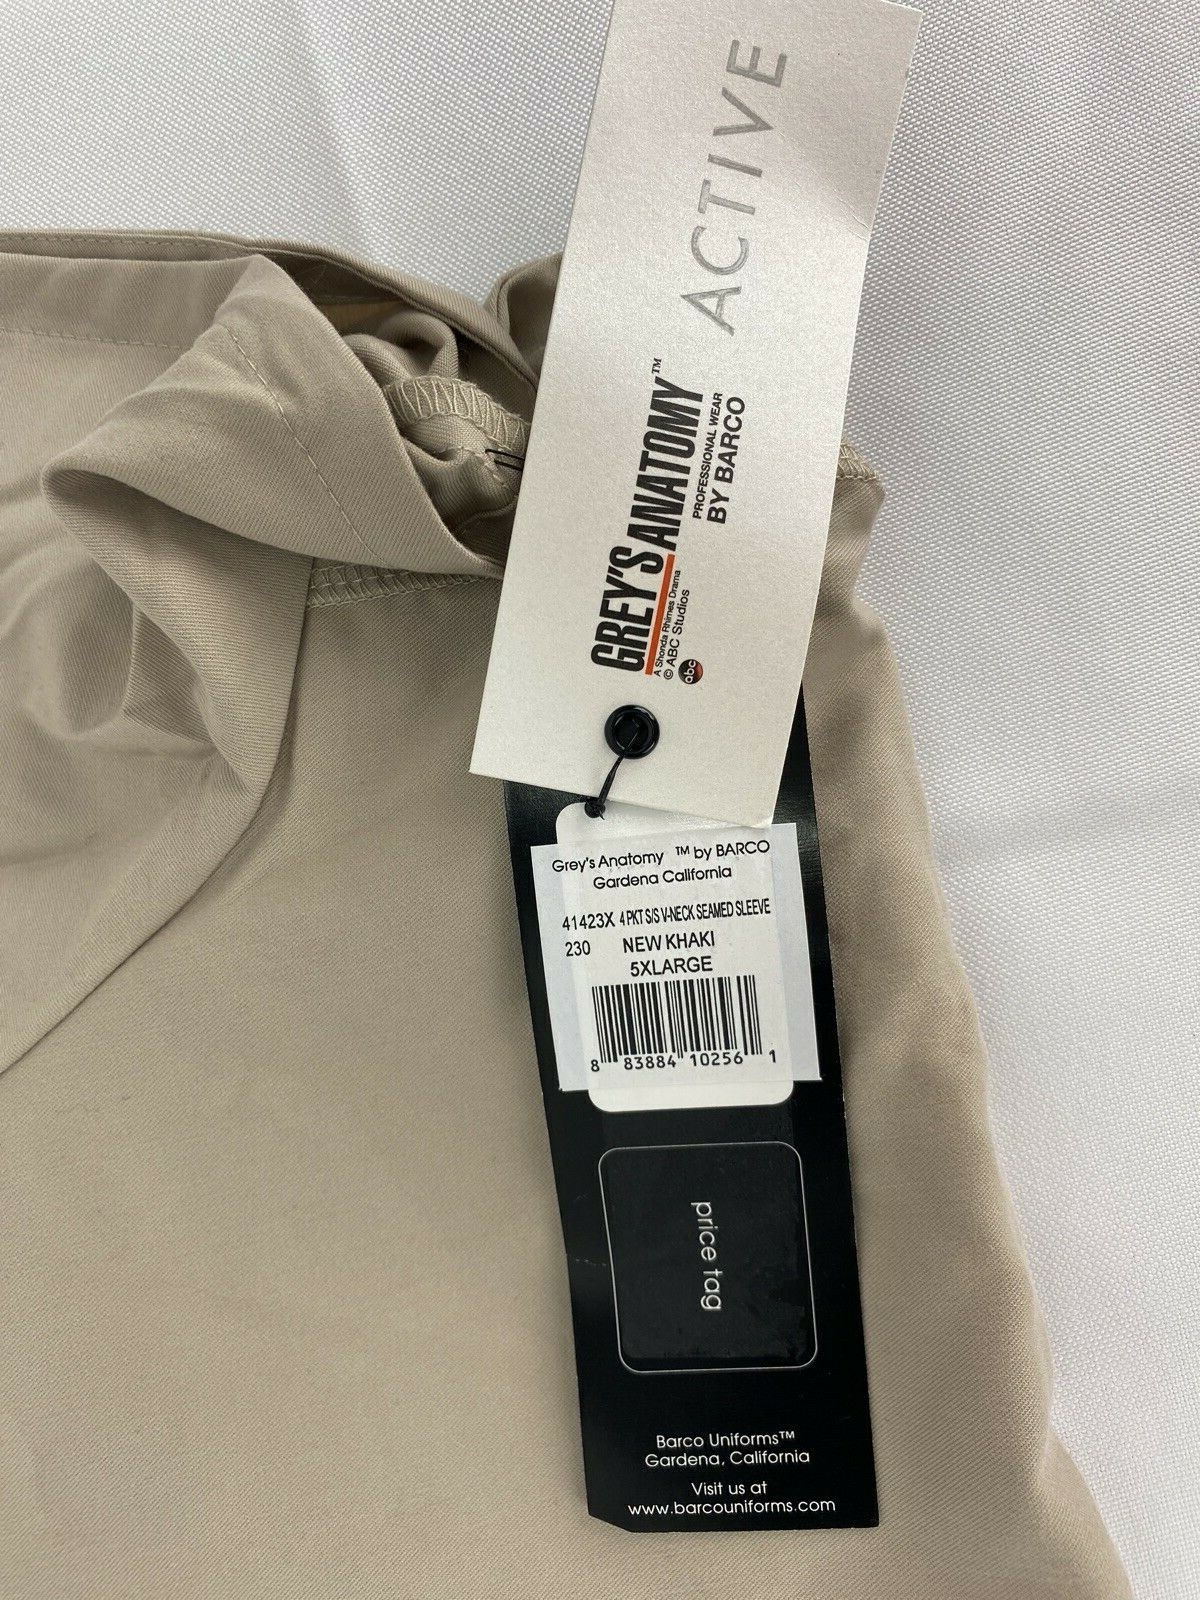 ACTIVE
GREY'S ANATOMY™
PROFESSIONAL WEAR
BY BARCO
A Shonda Rhimes Drama
© ABC Studios
abc
Grey's Anatomy ™ by BARCO
Gardena California
41423X 4 PKT S/S V-NECK SEAMED SLEEVE
230 NEW KHAKI
5XLARGE
8 83884 10256 1
price tag
Barco Uniforms™
Gardena, California
Visit us at
www.barcouniforms.com